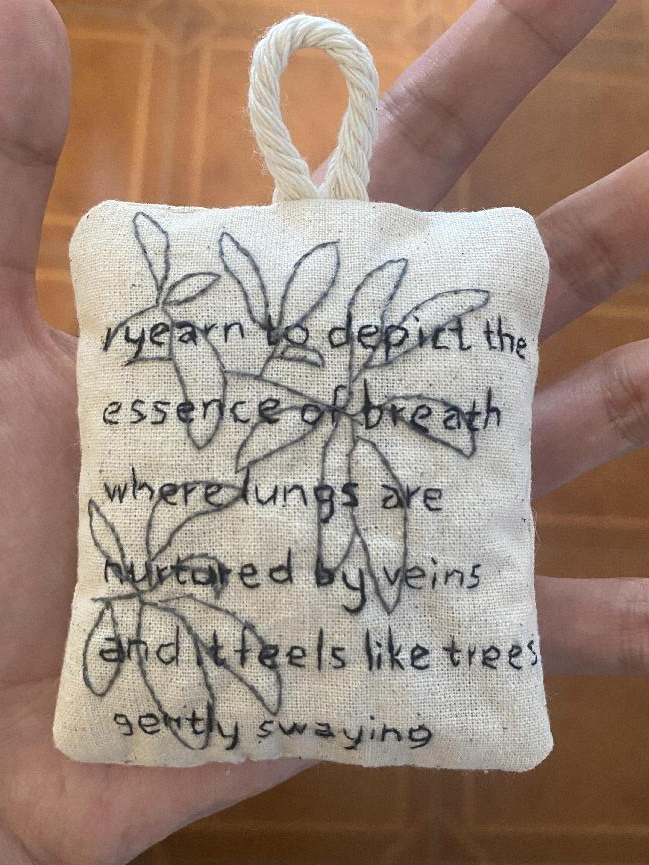 I yearn to depict the
essence of breath
where lungs are
nurtured by veins
and it feels like trees
gently swaying